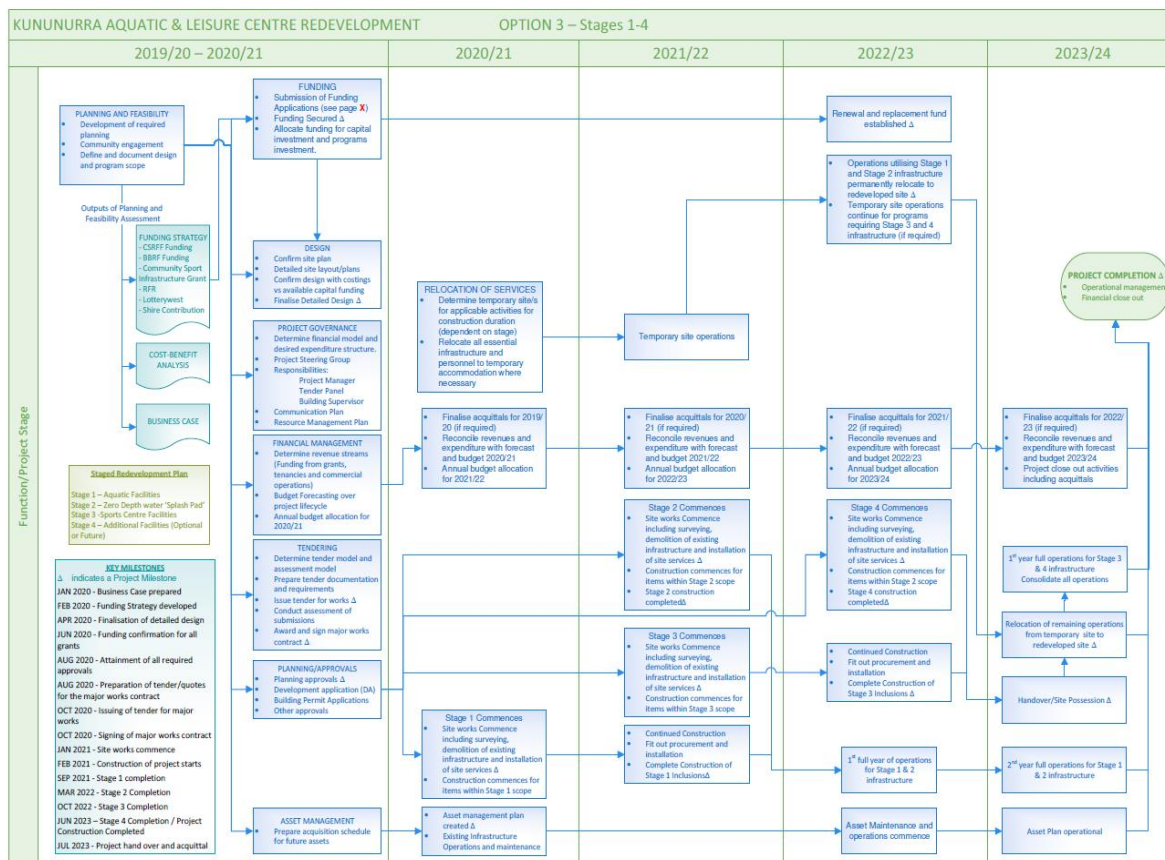 KUNUNURRA AQUATIC & LEISURE CENTRE REDEVELOPMENT OPTION 3 – Stages 1-4
2019/20 – 2020/21
2020/21
2021/22
2022/23
2023/24
Function/Project Stage
PLANNING AND FEASIBILITY
• Development of required
planning
• Community engagement
• Define and document design
and program scope
Outputs of Planning and
Feasibility Assessment
FUNDING STRATEGY
- CSRFF Funding
- BBRF Funding
- Community Sport
Infrastructure Grant
- RFR
- Lotterywest
- Shire Contribution
COST-BENEFIT
ANALYSIS
BUSINESS CASE
Staged Redevelopment Plan
Stage 1 – Aquatic Facilities
Stage 2 – Zero Depth water 'Splash Pad'
Stage 3 -Sports Centre Facilities
Stage 4 – Additional Facilities (Optional
or Future)
KEY MILESTONES
Δ indicates a Project Milestone
JAN 2020 - Business Case prepared
FEB 2020 - Funding Strategy developed
APR 2020 - Finalisation of detailed design
JUN 2020 - Funding confirmation for all
grants
AUG 2020 - Attainment of all required
approvals
AUG 2020 - Preparation of tender/quotes
for the major works contract
OCT 2020 - Issuing of tender for major
works
OCT 2020 - Signing of major works contract
JAN 2021 - Site works commence
FEB 2021 - Construction of project starts
SEP 2021 - Stage 1 completion
MAR 2022 - Stage 2 Completion
OCT 2022 - Stage 3 Completion
JUN 2023 – Stage 4 Completion / Project
Construction Completed
JUL 2023 - Project hand over and acquittal
FUNDING
• Submission of Funding
Applications (see page X)
• Funding Secured Δ
• Allocate funding for capital
investment and programs
investment.
DESIGN
• Confirm site plan
• Detailed site layout/plans
• Confirm design with costings
vs available capital funding
• Finalise Detailed Design Δ
PROJECT GOVERNANCE
• Determine financial model and
desired expenditure structure.
• Project Steering Group
• Responsibilities:
Project Manager
Tender Panel
Building Supervisor
• Communication Plan
• Resource Management Plan
FINANCIAL MANAGEMENT
• Determine revenue streams
(Funding from grants,
tenancies and commercial
operations)
• Budget Forecasting over
project lifecycle
• Annual budget allocation for
2020/21
TENDERING
• Determine tender model and
assessment model
• Prepare tender documentation
and requirements
• Issue tender for works Δ
• Conduct assessment of
submissions
• Award and sign major works
contract Δ
PLANNING/APPROVALS
• Planning approvals Δ
• Development application (DA)
• Building Permit Applications
• Other approvals
ASSET MANAGEMENT
• Prepare acquisition schedule
for future assets
RELOCATION OF SERVICES
• Determine temporary site/s
for applicable activities for
construction duration
(dependent on stage)
• Relocate all essential
infrastructure and
personnel to temporary
accommodation where
necessary
• Finalise acquittals for 2019/
20 (if required)
• Reconcile revenues and
expenditure with forecast
and budget 2020/21
• Annual budget allocation
for 2021/22
Stage 1 Commences
• Site works Commence
including surveying,
demolition of existing
infrastructure and installation
of site services Δ
• Construction commences for
items within Stage 1 scope
• Asset management plan
created Δ
• Existing Infrastructure
Operations and maintenance
Temporary site operations
• Finalise acquittals for 2020/
21 (if required)
• Reconcile revenues and
expenditure with forecast
and budget 2021/22
• Annual budget allocation
for 2022/23
Stage 2 Commences
• Site works Commence
including surveying,
demolition of existing
infrastructure and installation
of site services Δ
• Construction commences for
items within Stage 2 scope
• Stage 2 construction
completedΔ
Stage 3 Commences
• Site works Commence
including surveying,
demolition of existing
infrastructure and installation
of site services Δ
• Construction commences for
items within Stage 3 scope
• Continued Construction
• Fit out procurement and
installation
• Complete Construction of
Stage 1 InclusionsΔ
Renewal and replacement fund
established Δ
• Operations utilising Stage 1
and Stage 2 infrastructure
permanently relocate to
redeveloped site Δ
• Temporary site operations
continue for programs
requiring Stage 3 and 4
infrastructure (if required)
• Finalise acquittals for 2021/
22 (if required)
• Reconcile revenues and
expenditure with forecast
and budget 2022/23
• Annual budget allocation
for 2023/24
Stage 4 Commences
• Site works Commence
including surveying,
demolition of existing
infrastructure and installation
of site services Δ
• Construction commences for
items within Stage 2 scope
• Stage 4 construction
completedΔ
• Continued Construction
• Fit out procurement and
installation
• Complete Construction of
Stage 3 Inclusions Δ
1st full year of operations
for Stage 1 & 2
infrastructure
Asset Maintenance and
operations commence
PROJECT COMPLETION Δ
• Operational management
• Financial close out
• Finalise acquittals for 2022/
23 (if required)
• Reconcile revenues and
expenditure with forecast
and budget 2023/24
• Project close out activities
including acquittals
1st year full operations for Stage 3
& 4 infrastructure
Consolidate all operations
Relocation of remaining operations
from temporary site to
redeveloped site Δ
Handover/Site Possession Δ
2nd year full operations for Stage 1
& 2 infrastructure
Asset Plan operational